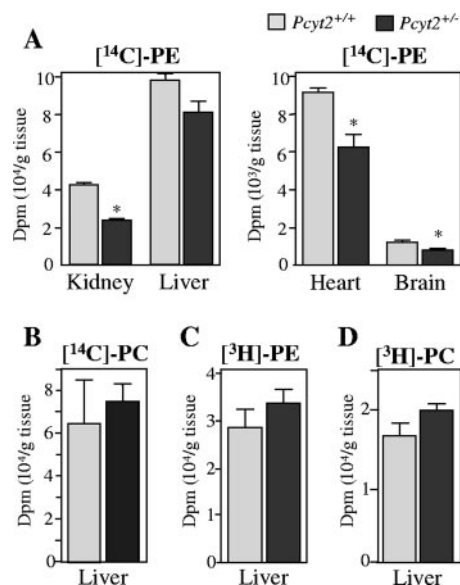 Pcyt2+/+ Pcyt2+/-
A
[14C]-PE [14C]-PE
Dpm (10⁴/g tissue
10
8
6
4
2
0
*
Kidney Liver
Dpm (10³/g tissue
10
8
6
4
2
0
*
*
Heart Brain
B [14C]-PC
Dpm (10⁴/g tissue
8
6
4
2
0
Liver
C [3H]-PE
Dpm (10⁴/g tissue
4
3
2
1
Liver
D [3H]-PC
Dpm (10⁴/g tissue
2
1
0
Liver